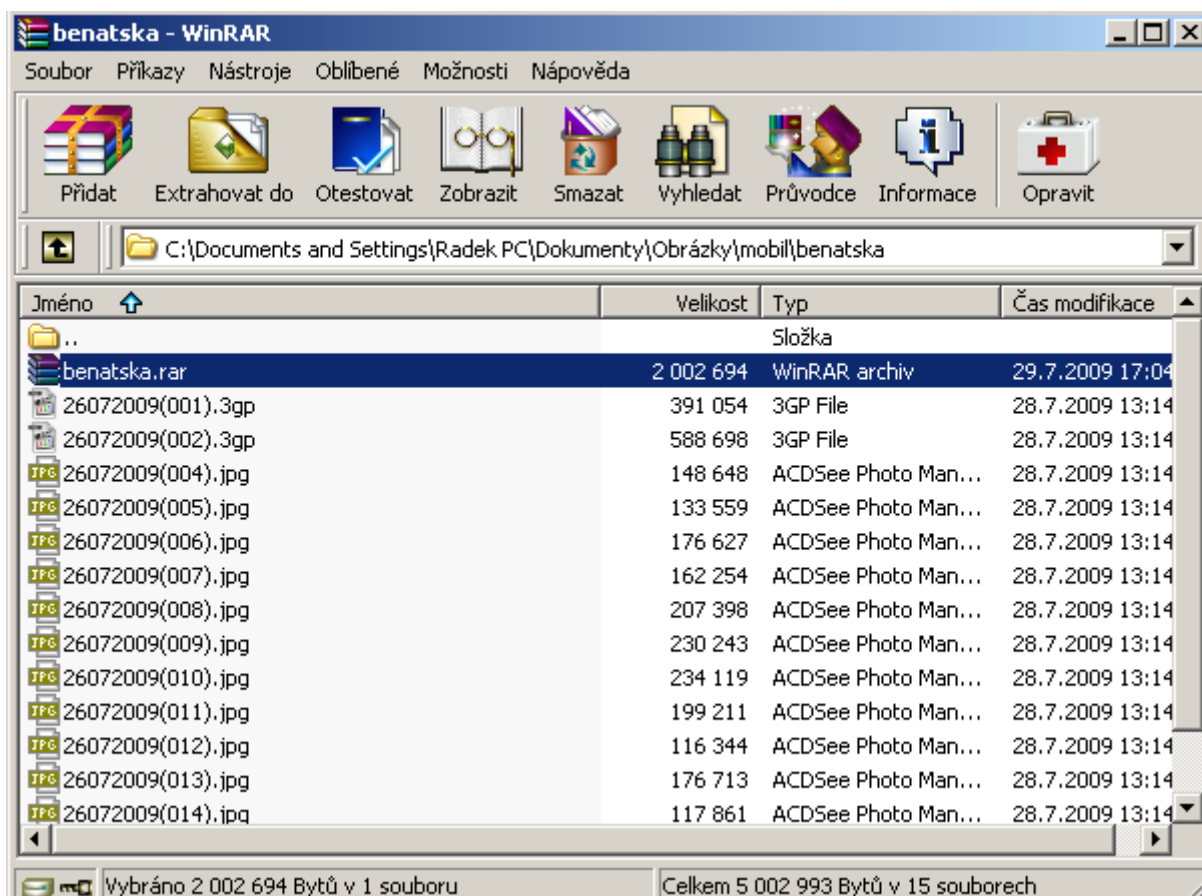 benatska - WinRAR
Soubor Příkazy Nástroje Oblíbené Možnosti Nápověda
Přidat Extrahovat do Otestovat Zobrazit Smazat Vyhledat Průvodce Informace Opravit
C:\Documents and Settings\Radek PC\Dokumenty\Obrázky\mobil\benatska
Jméno Velikost Typ Čas modifikace
.. Složka
benatska.rar 2 002 694 WinRAR archiv 29.7.2009 17:04
26072009(001).3gp 391 054 3GP File 28.7.2009 13:14
26072009(002).3gp 588 698 3GP File 28.7.2009 13:14
JPG 26072009(004).jpg 148 648 ACDSee Photo Man... 28.7.2009 13:14
JPG 26072009(005).jpg 133 559 ACDSee Photo Man... 28.7.2009 13:14
JPG 26072009(006).jpg 176 627 ACDSee Photo Man... 28.7.2009 13:14
JPG 26072009(007).jpg 162 254 ACDSee Photo Man... 28.7.2009 13:14
JPG 26072009(008).jpg 207 398 ACDSee Photo Man... 28.7.2009 13:14
JPG 26072009(009).jpg 230 243 ACDSee Photo Man... 28.7.2009 13:14
JPG 26072009(010).jpg 234 119 ACDSee Photo Man... 28.7.2009 13:14
JPG 26072009(011).jpg 199 211 ACDSee Photo Man... 28.7.2009 13:14
JPG 26072009(012).jpg 116 344 ACDSee Photo Man... 28.7.2009 13:14
JPG 26072009(013).jpg 176 713 ACDSee Photo Man... 28.7.2009 13:14
JPG 26072009(014).jpg 117 861 ACDSee Photo Man... 28.7.2009 13:14
Vybráno 2 002 694 Bytů v 1 souboru Celkem 5 002 993 Bytů v 15 souborech